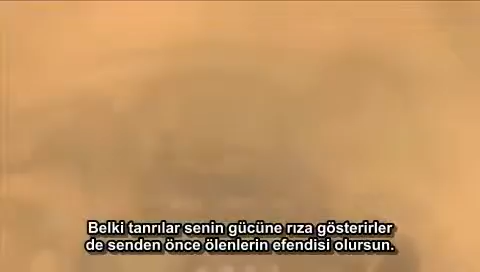 Belki tanrılar senin gücüne rıza gösterirler
de senden önce ölenlerin efendisi olursun.